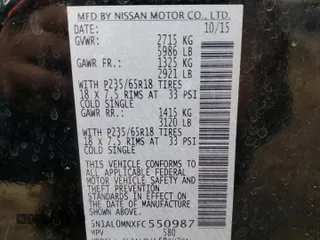 MFD BY NISSAN MOTOR CO., LTD.
DATE: 10/15
GVWR: 2715 KG
5986 LB
GAWR FR.: 1325 KG
2921 LB
WITH P235/65R18 TIRES
18 X 7.5 RIMS AT 33 PSI
COLD SINGLE
GAWR RR.: 1415 KG
3120 LB
WITH P235/65R18 TIRES
18 X 7.5 RIMS AT 33 PSI
COLD SINGLE
THIS VEHICLE CONFORMS TO
ALL APPLICABLE FEDERAL
MOTOR VEHICLE SAFETY
STANDARDS IN EFFECT ON
THE DATE OF MANUFACTURE
SHOWN ABOVE.
5N1AL0MNXFC550987
MPV 580